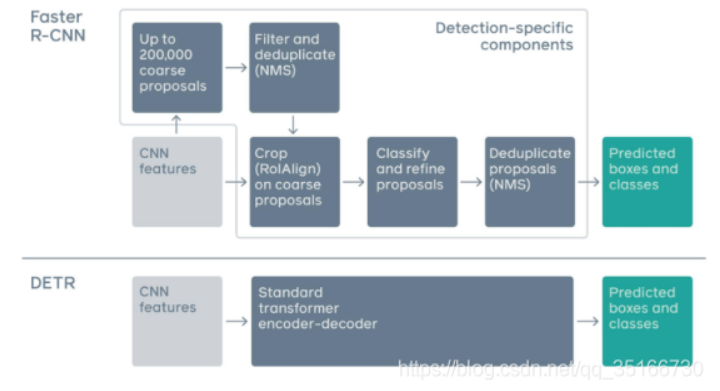 Faster
R-CNN
Up to
200,000
coarse
proposals
Filter and
deduplicate
(NMS)
Detection-specific
components
CNN
features
Crop
(RoIAlign)
on coarse
proposals
Classify
and refine
proposals
Deduplicate
proposals
(NMS)
Predicted
boxes and
classes
DETR
CNN
features
Standard
transformer
encoder-decoder
Predicted
boxes and
classes
https://blog.csdn.net/qq_35166730